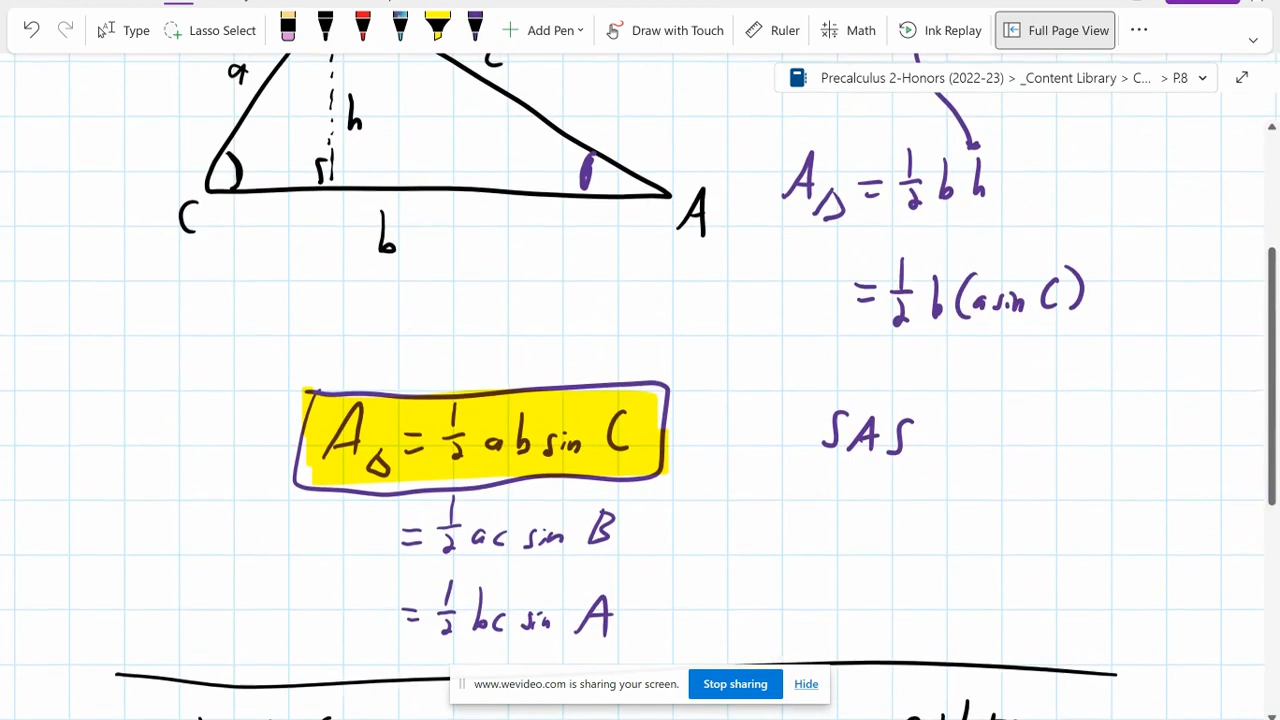 Type Lasso Select Add Pen Draw with Touch Ruler Math Ink Replay Full Page View
Precalculus 2-Honors (2022-23) > _Content Library > C... > P.8
a
c
h
C
b
A
A△ = 1/2 b h
= 1/2 b (a sin C)
A△ = 1/2 a b sin C
SAS
= 1/2 ac sin B
= 1/2 bc sin A
www.wevideo.com is sharing your screen. Stop sharing Hide